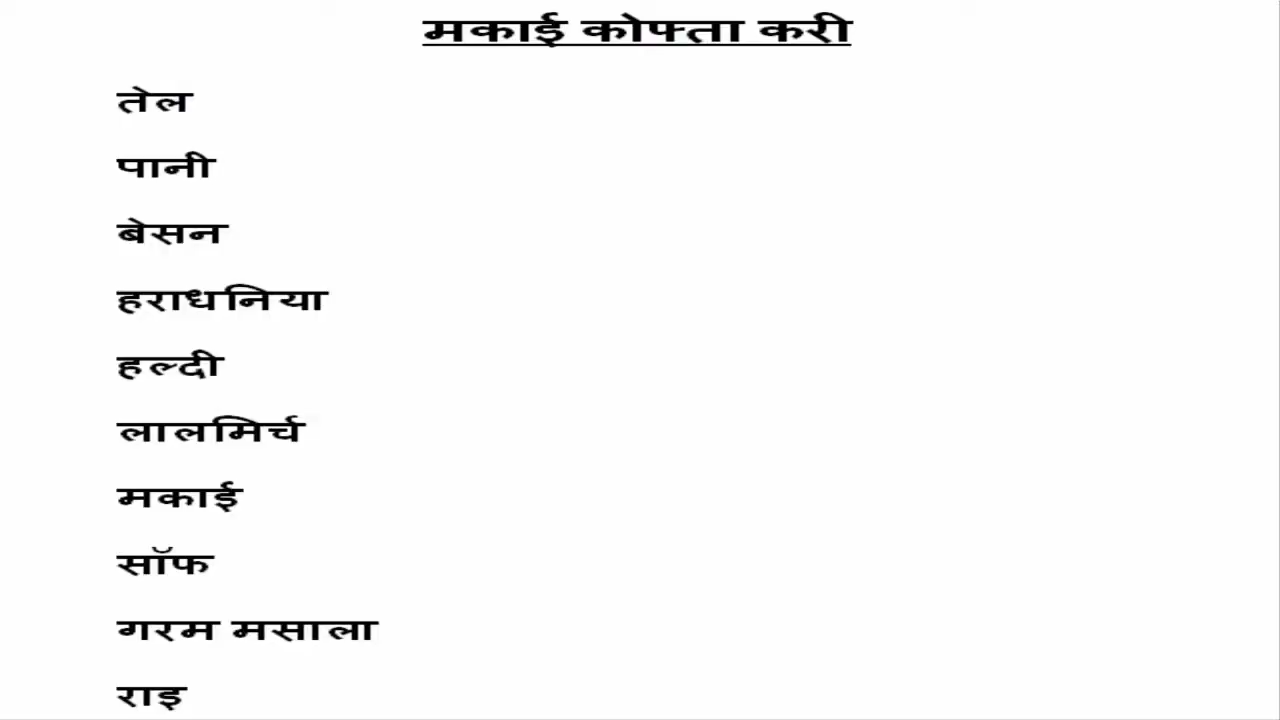 मकाई कोफ्ता करी
तेल
पानी
बेसन
हराधनिया
हल्दी
लालमिर्च
मकाई
सॉफ
गरम मसाला
राइ